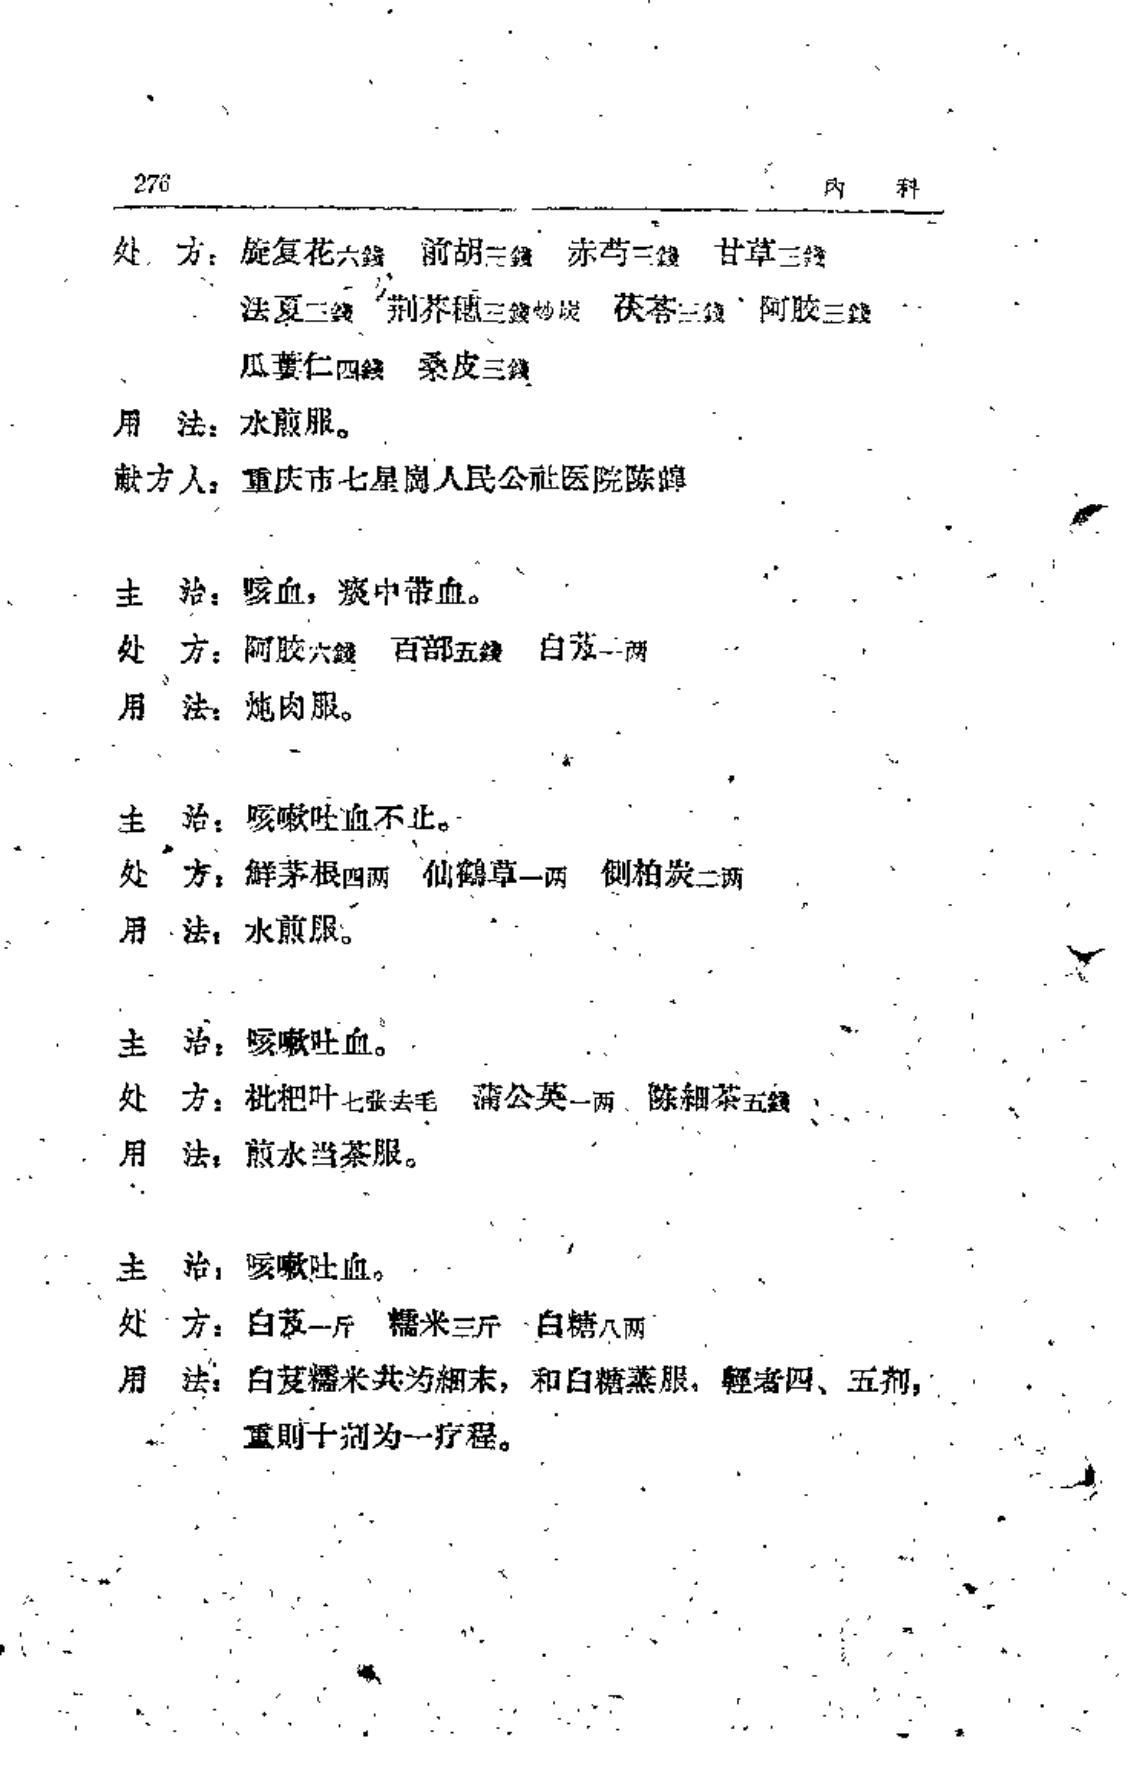 276 内 科
处 方：旋复花六錢 前胡三錢 赤芍三錢 甘草三錢
法夏三錢 荆芥穗三錢炒炭 茯苓三錢 阿胶三錢
瓜蔞仁四錢 桑皮三錢
用 法：水煎服。
献方人：重庆市七星崗人民公社医院陈
主 治：咳血，痰中带血。
处 方：阿胶六錢 百部五錢 白芨一两
用 法：炖肉服。
主 治：咳嗽吐血不止。
处 方：鮮茅根四两 仙鶴草一两 側柏炭二两
用 法：水煎服。
主 治：咳嗽吐血。
处 方：枇杷叶七张去毛 蒲公英一两 陈細茶五錢
用 法：煎水当茶服。
主 治：咳嗽吐血。
处 方：白芨一斤 糯米三斤 白糖八两
用 法：白芨糯米共为細末，和白糖蒸服，輕者四、五剂，
重則十剂为一疗程。